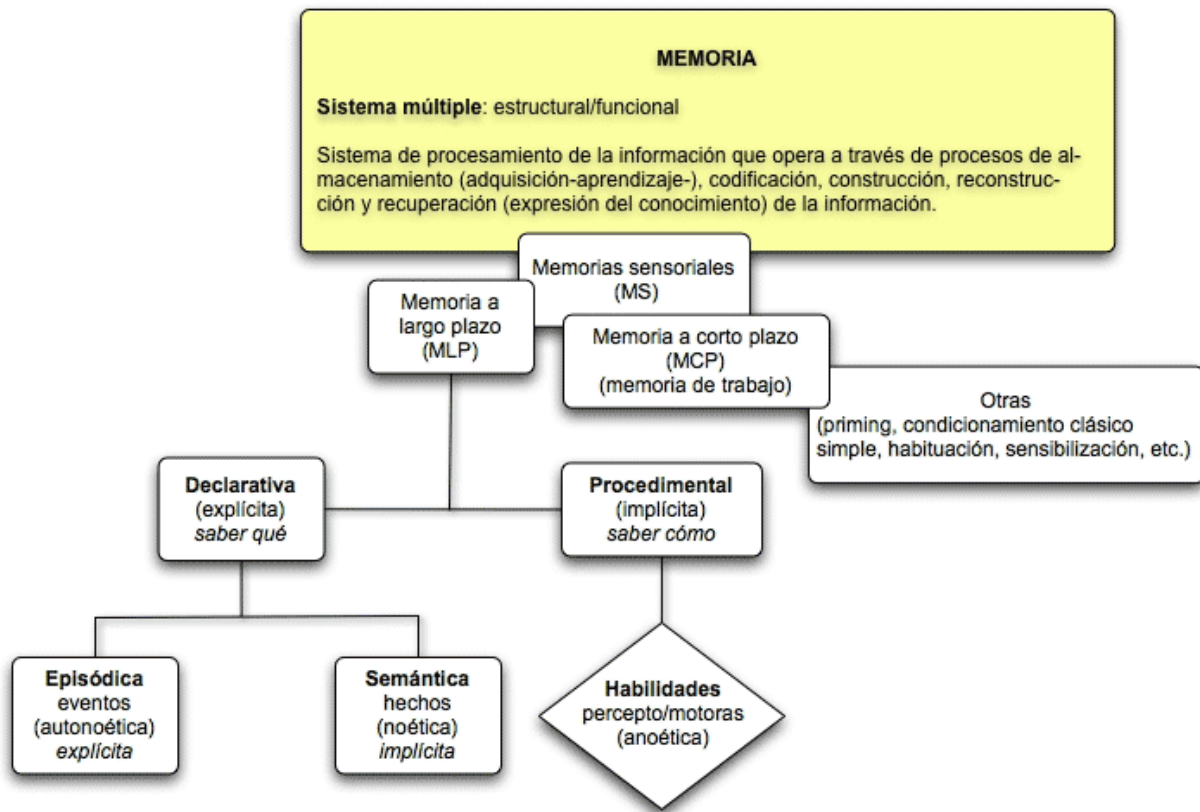 MEMORIA
Sistema múltiple: estructural/funcional
Sistema de procesamiento de la información que opera a través de procesos de al-
macenamiento (adquisición-aprendizaje-), codificación, construcción, reconstruc-
ción y recuperación (expresión del conocimiento) de la información.
Memorias sensoriales
(MS)
Memoria a
largo plazo
(MLP)
Memoria a corto plazo
(MCP)
(memoria de trabajo)
Otras
(priming, condicionamiento clásico
simple, habituación, sensibilización, etc.)
Declarativa
(explícita)
saber qué
Procedimental
(implícita)
saber cómo
Episódica
eventos
(autonoética)
explícita
Semántica
hechos
(noética)
implícita
Habilidades
percepto/motoras
(anoética)